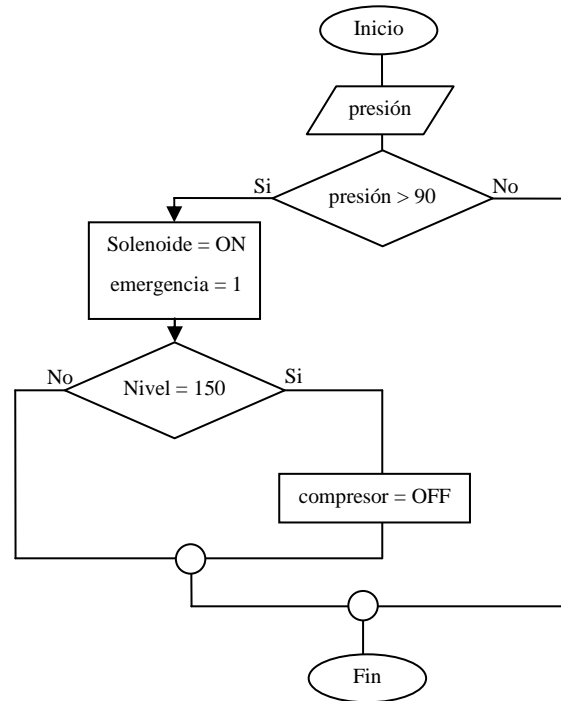 Inicio
presión
Si
presión > 90
No
Solenoide = ON
emergencia = 1
No
Nivel = 150
Si
compresor = OFF
Fin